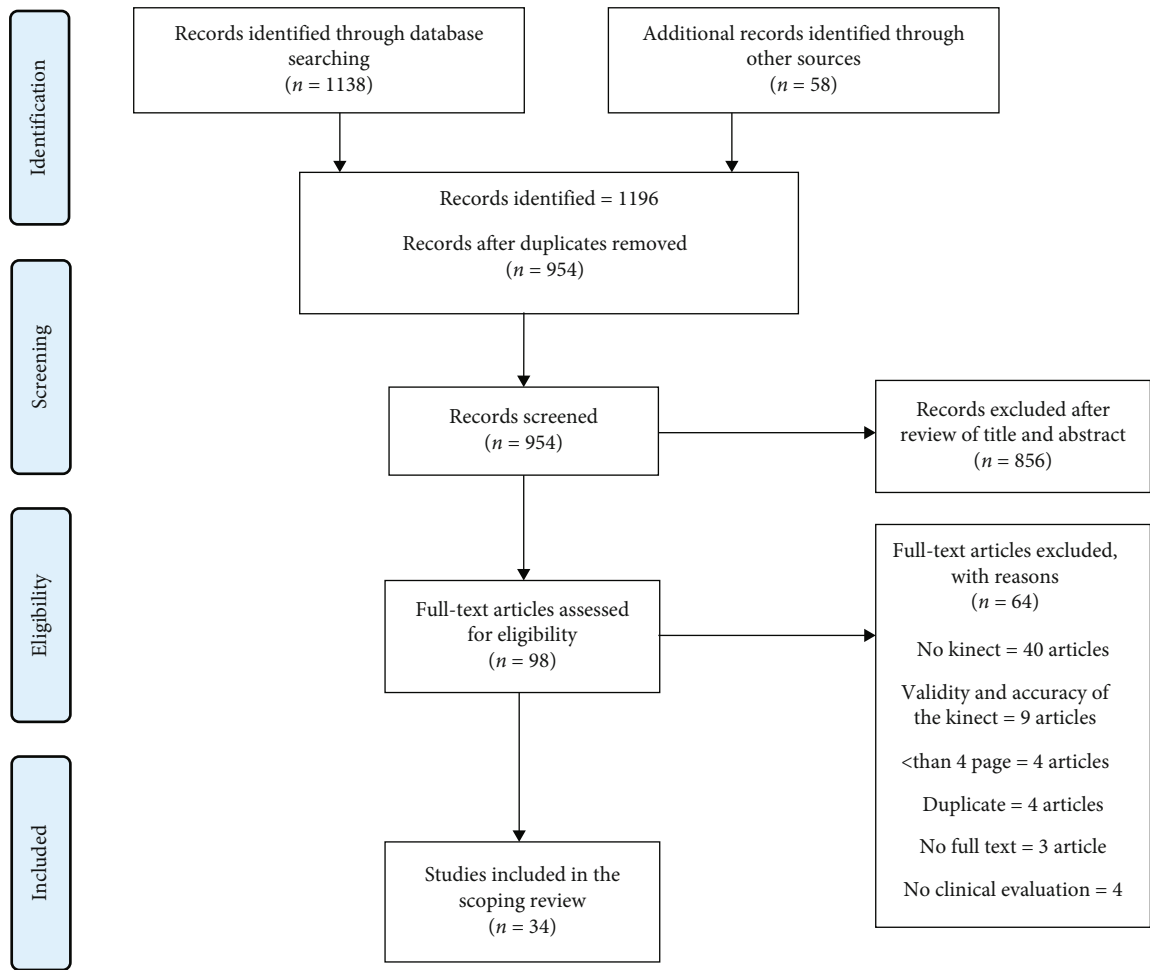 Identification
Records identified through database
searching
(n = 1138)
Additional records identified through
other sources
(n = 58)
Records identified = 1196
Records after duplicates removed
(n = 954)
Screening
Records screened
(n = 954)
Records excluded after
review of title and abstract
(n = 856)
Eligibility
Full-text articles assessed
for eligibility
(n = 98)
Full-text articles excluded,
with reasons
(n = 64)
No kinect = 40 articles
Validity and accuracy of
the kinect = 9 articles
<than 4 page = 4 articles
Duplicate = 4 articles
No full text = 3 article
No clinical evaluation = 4
Included
Studies included in the
scoping review
(n = 34)